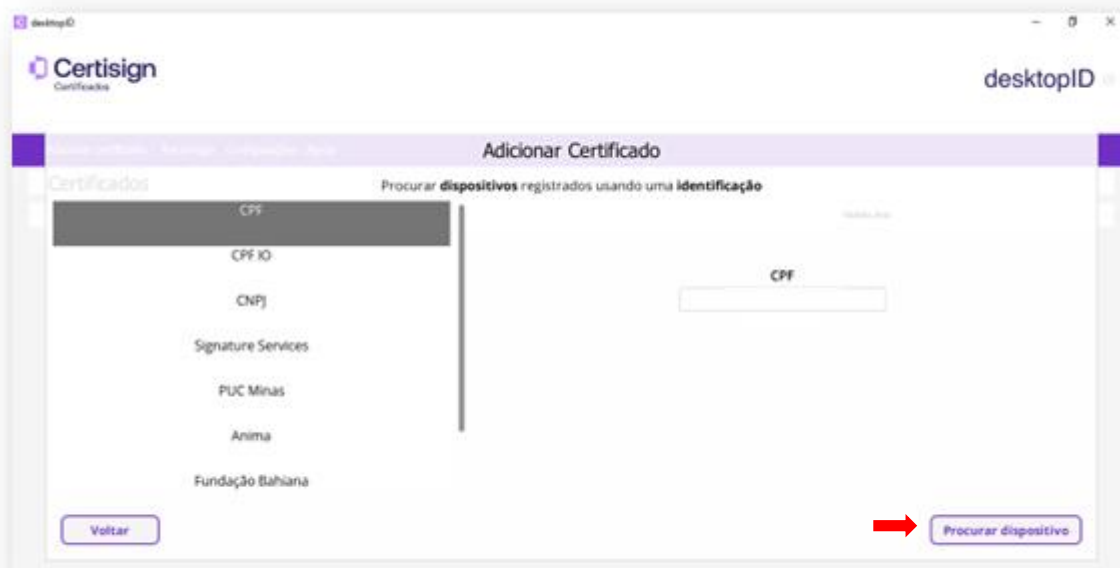 desktopID
Certisign
Certificados
desktopID
Adicionar Certificado
Certificados
Procurar dispositivos registrados usando uma identificação
CPF
CPF IO
CNPJ
Signature Services
PUC Minas
Anima
Fundação Bahiana
CPF
Voltar
Procurar dispositivo